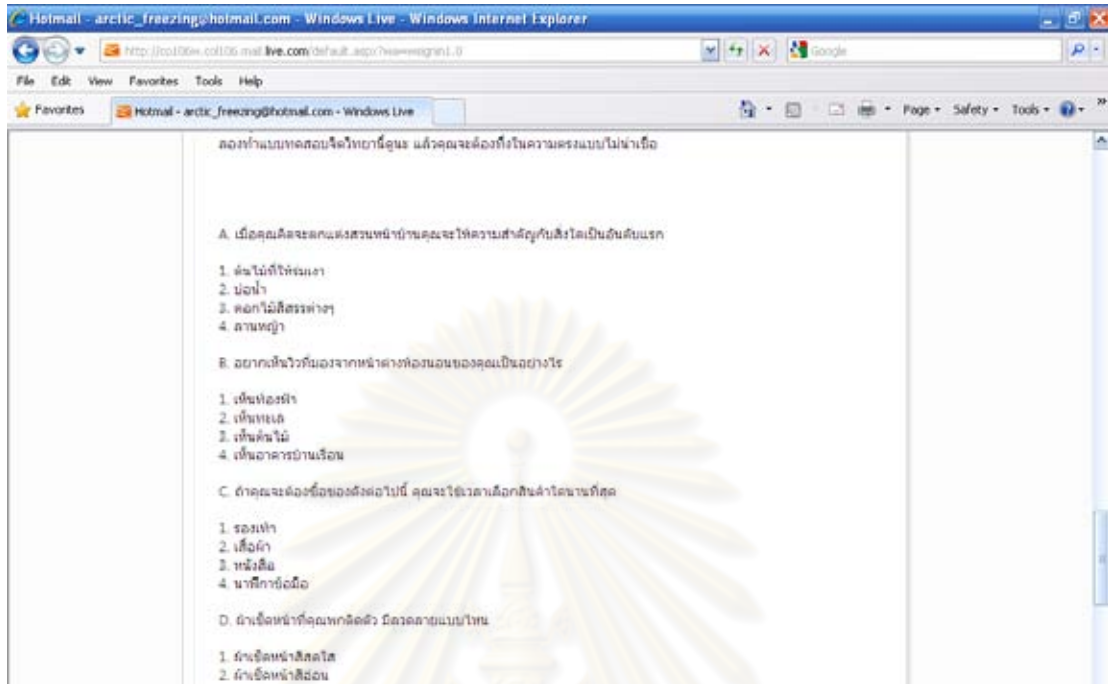 Hotmail - arctic_freezing@hotmail.com - Windows Live - Windows Internet Explorer
live.com/default.aspx?wa=wsignin1.0
Google
File Edit View Favorites Tools Help
Favorites
Hotmail - arctic_freezing@hotmail.com - Windows Live
Page Safety Tools
ลองทำแบบทดสอบจิตวิทยานี้ดูนะ แล้วคุณจะต้องทึ่งในความตรงแบบไม่น่าเชื่อ
A. เมื่อคุณคิดจะตกแต่งสวนหน้าบ้านคุณจะให้ความสำคัญกับสิ่งใดเป็นอันดับแรก
1. ต้นไม้ที่ให้ร่มเงา
2. บ่อน้ำ
3. ดอกไม้สีสรรต่างๆ
4. ลานหญ้า
B. อยากเห็นวิวที่มองจากหน้าต่างห้องนอนของคุณเป็นอย่างไร
1. เห็นท้องฟ้า
2. เห็นทะเล
3. เห็นต้นไม้
4. เห็นอาคารบ้านเรือน
C. ถ้าคุณจะต้องซื้อของดังต่อไปนี้ คุณจะใช้เวลาเลือกสินค้าใดนานที่สุด
1. รองเท้า
2. เสื้อผ้า
3. หนังสือ
4. นาฬิกาข้อมือ
D. ผ้าเช็ดหน้าที่คุณพกติดตัว มีลวดลายแบบไหน
1. ผ้าเช็ดหน้าสีสดใส
2. ผ้าเช็ดหน้าสีอ่อน